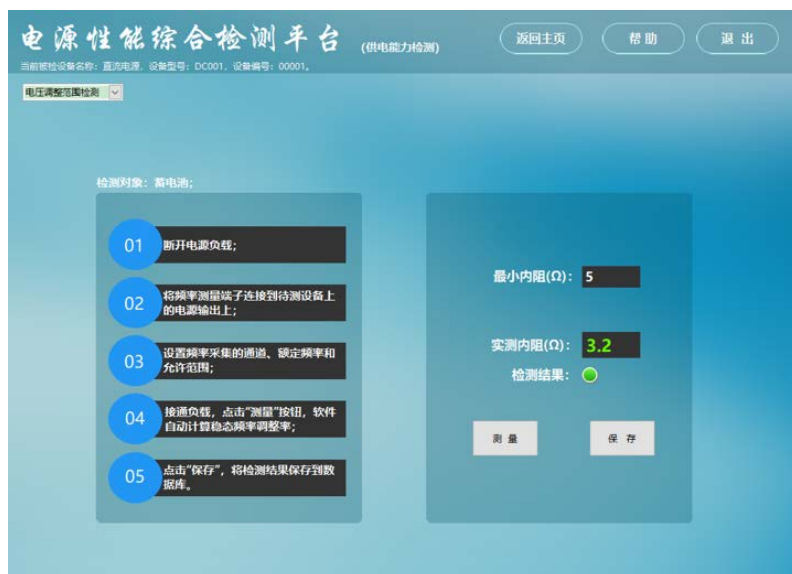 电源性能综合检测平台 (供电能力检测) 返回主页 帮助 退出
当前被检设备名称：直流电源，设备型号：DC001，设备编号：00001。
电压调整范围检测
检测对象：蓄电池；
01 断开电源负载；
02 将频率测量端子连接到待测设备上
的电源输出上；
03 设置频率采集的通道、额定频率和
允许范围；
04 接通负载，点击“测量”按钮，软件
自动计算稳态频率调整率；
05 点击“保存”，将检测结果保存到数
据库。
最小内阻(Ω)： 5
实测内阻(Ω)： 3.2
检测结果：
测量 保存